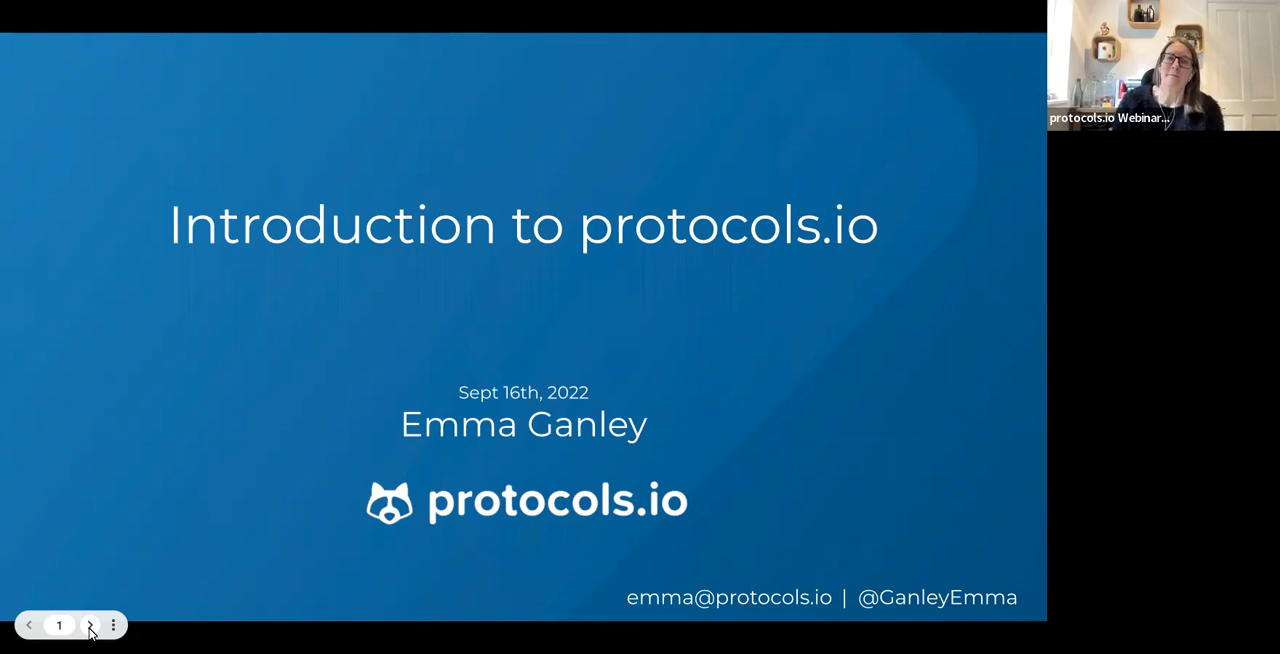 Introduction to protocols.io
Sept 16th, 2022
Emma Ganley
protocols.io
emma@protocols.io | @GanleyEmma
protocols.io Webinar...
1